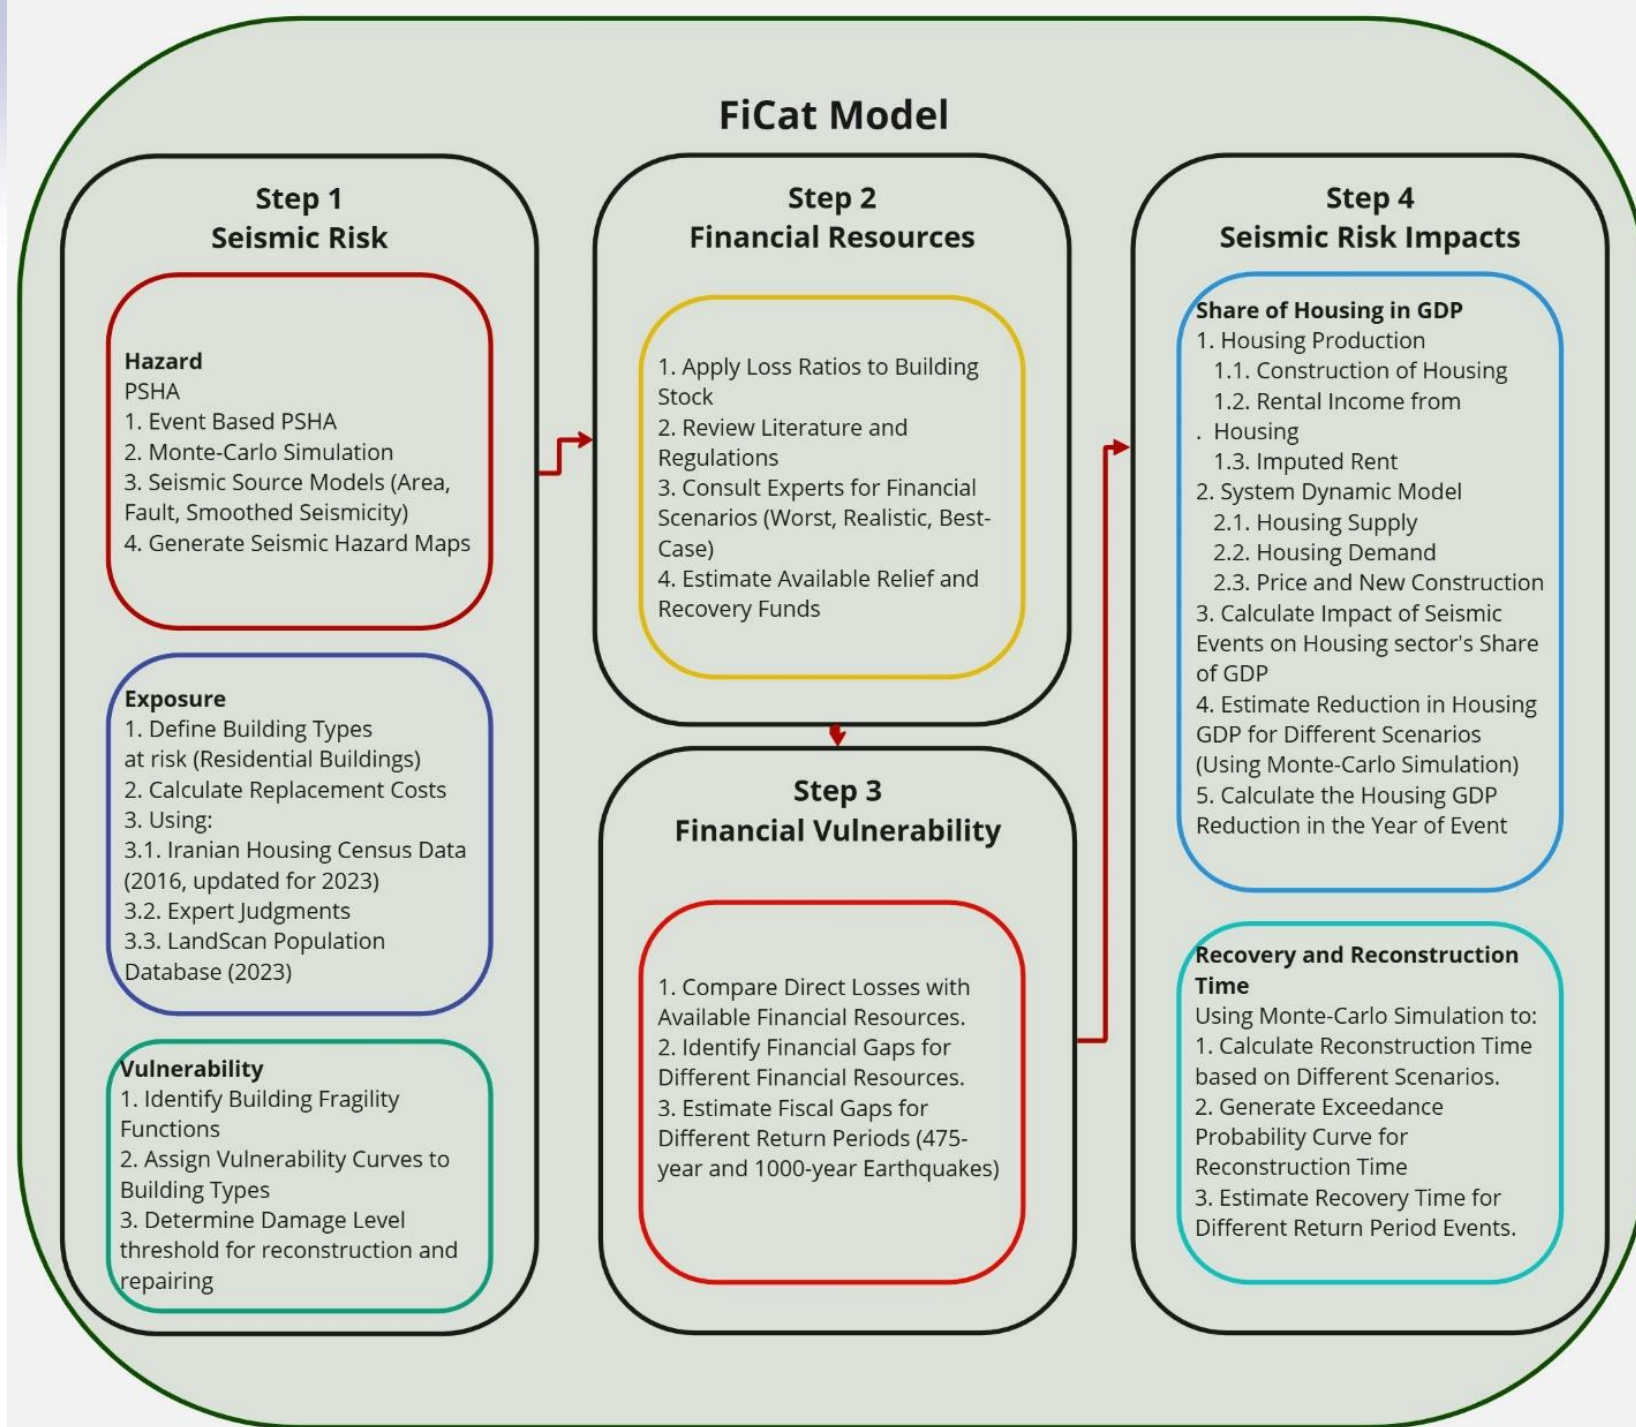 FiCat Model
Step 1
Seismic Risk
Hazard
PSHA
1. Event Based PSHA
2. Monte-Carlo Simulation
3. Seismic Source Models (Area,
Fault, Smoothed Seismicity)
4. Generate Seismic Hazard Maps
Exposure
1. Define Building Types
at risk (Residential Buildings)
2. Calculate Replacement Costs
3. Using:
3.1. Iranian Housing Census Data
(2016, updated for 2023)
3.2. Expert Judgments
3.3. LandScan Population
Database (2023)
Vulnerability
1. Identify Building Fragility
Functions
2. Assign Vulnerability Curves to
Building Types
3. Determine Damage Level
threshold for reconstruction and
repairing
Step 2
Financial Resources
1. Apply Loss Ratios to Building
Stock
2. Review Literature and
Regulations
3. Consult Experts for Financial
Scenarios (Worst, Realistic, Best-
Case)
4. Estimate Available Relief and
Recovery Funds
Step 3
Financial Vulnerability
1. Compare Direct Losses with
Available Financial Resources.
2. Identify Financial Gaps for
Different Financial Resources.
3. Estimate Fiscal Gaps for
Different Return Periods (475-
year and 1000-year Earthquakes)
Step 4
Seismic Risk Impacts
Share of Housing in GDP
1. Housing Production
1.1. Construction of Housing
1.2. Rental Income from
. Housing
1.3. Imputed Rent
2. System Dynamic Model
2.1. Housing Supply
2.2. Housing Demand
2.3. Price and New Construction
3. Calculate Impact of Seismic
Events on Housing sector's Share
of GDP
4. Estimate Reduction in Housing
GDP for Different Scenarios
(Using Monte-Carlo Simulation)
5. Calculate the Housing GDP
Reduction in the Year of Event
Recovery and Reconstruction
Time
Using Monte-Carlo Simulation to:
1. Calculate Reconstruction Time
based on Different Scenarios.
2. Generate Exceedance
Probability Curve for
Reconstruction Time
3. Estimate Recovery Time for
Different Return Period Events.